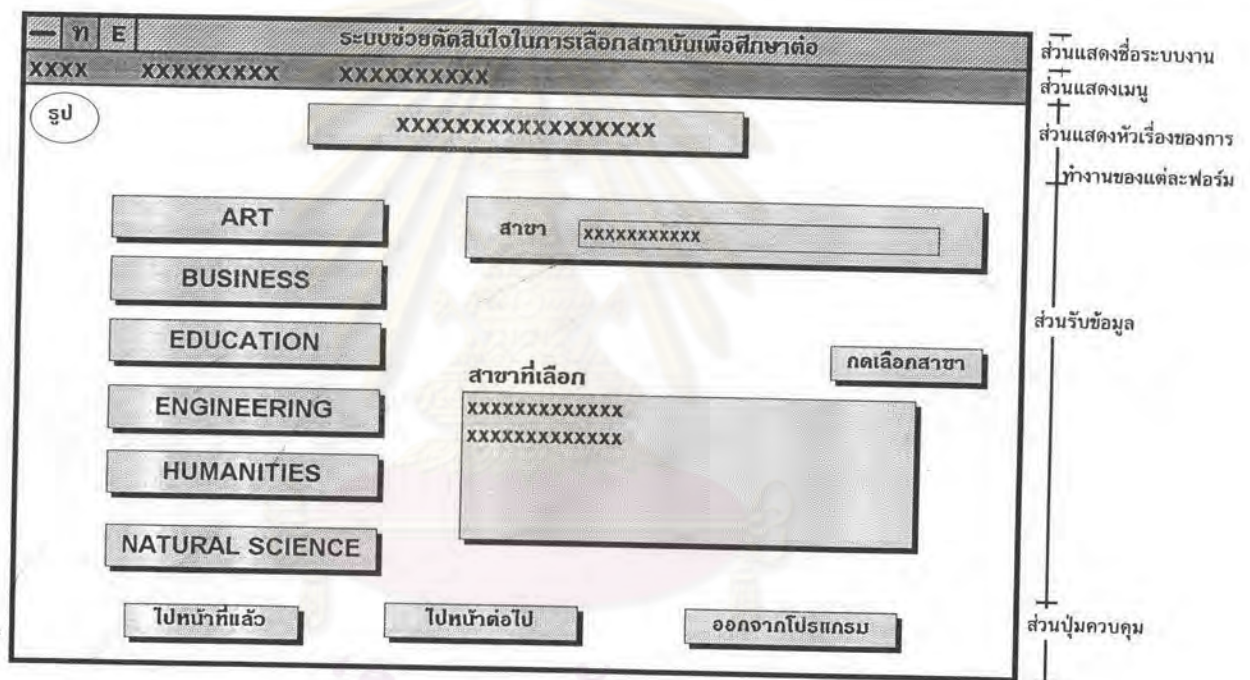 ท E ระบบช่วยตัดสินใจในการเลือกสถาบันเพื่อศึกษาต่อ
ส่วนแสดงชื่อระบบงาน
XXXX XXXXXXXXX XXXXXXXXXX
ส่วนแสดงเมนู
รูป
XXXXXXXXXXXXXXXXX
ส่วนแสดงหัวเรื่องของการ
ทำงานของแต่ละฟอร์ม
ART
สาขา XXXXXXXXXXX
BUSINESS
EDUCATION
ส่วนรับข้อมูล
กดเลือกสาขา
สาขาที่เลือก
ENGINEERING
XXXXXXXXXXXXX
XXXXXXXXXXXXX
HUMANITIES
NATURAL SCIENCE
ไปหน้าที่แล้ว ไปหน้าต่อไป ออกจากโปรแกรม
ส่วนปุ่มควบคุม